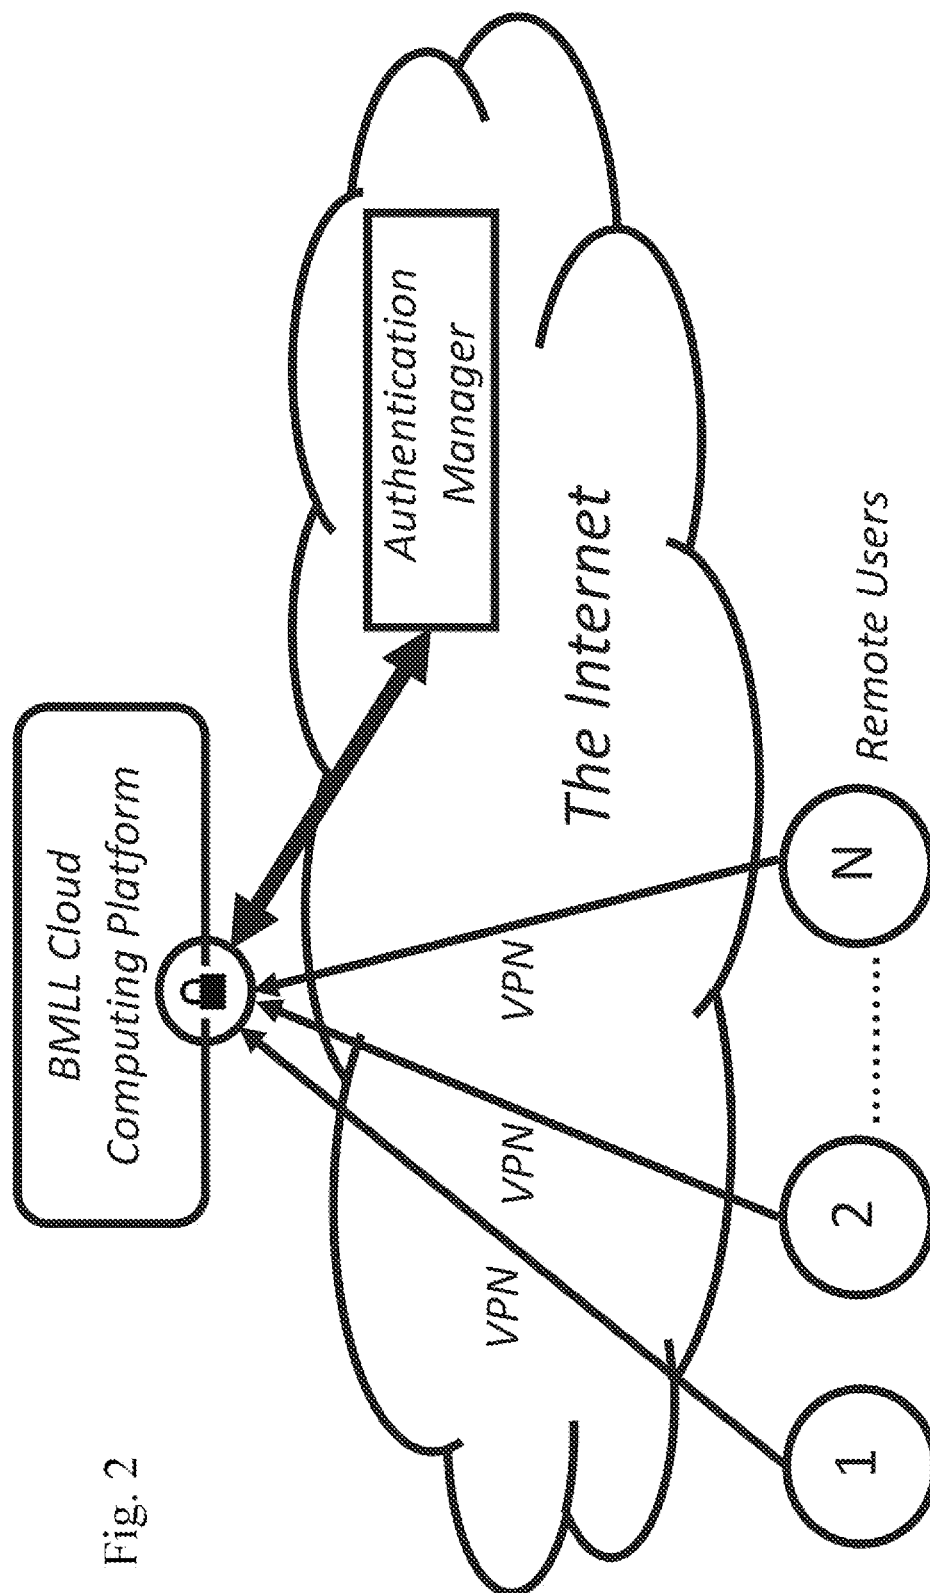 Fig. 2
BMLL Cloud
Computing Platform
Authentication
Manager
The Internet
VPN
VPN
VPN
1
2
N
Remote Users